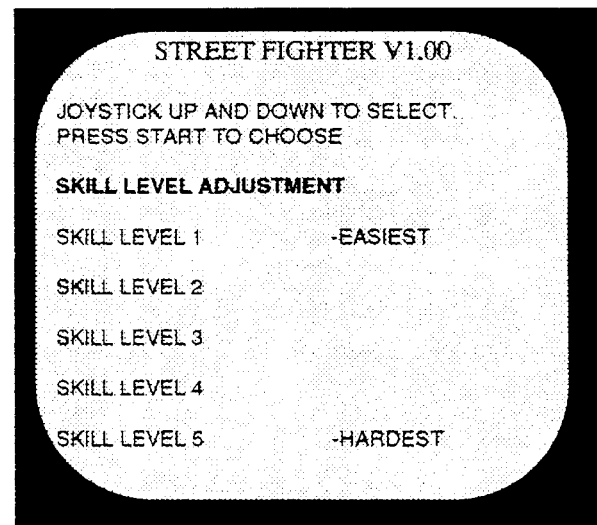 STREET FIGHTER V1.00
JOYSTICK UP AND DOWN TO SELECT.
PRESS START TO CHOOSE
SKILL LEVEL ADJUSTMENT
SKILL LEVEL 1 -EASIEST
SKILL LEVEL 2
SKILL LEVEL 3
SKILL LEVEL 4
SKILL LEVEL 5 -HARDEST